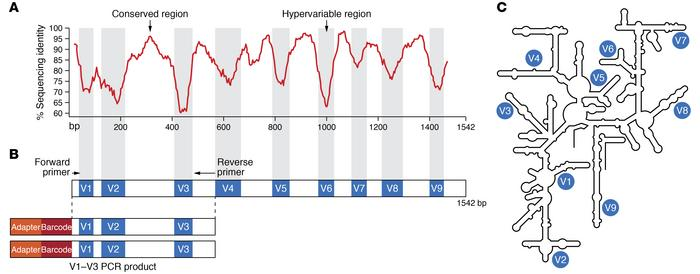 A
Conserved region
Hypervariable region
% Sequencing identity
100
95
90
85
80
75
70
65
60
bp
200
400
600
800
1000
1200
1400
1542
B
Forward
primer
Reverse
primer
V1
V2
V3
V4
V5
V6
V7
V8
V9
1542 bp
Adapter Barcode V1 V2 V3
Adapter Barcode V1 V2 V3
V1–V3 PCR product
C
V4
V6
V7
V5
V3
V8
V1
V9
V2